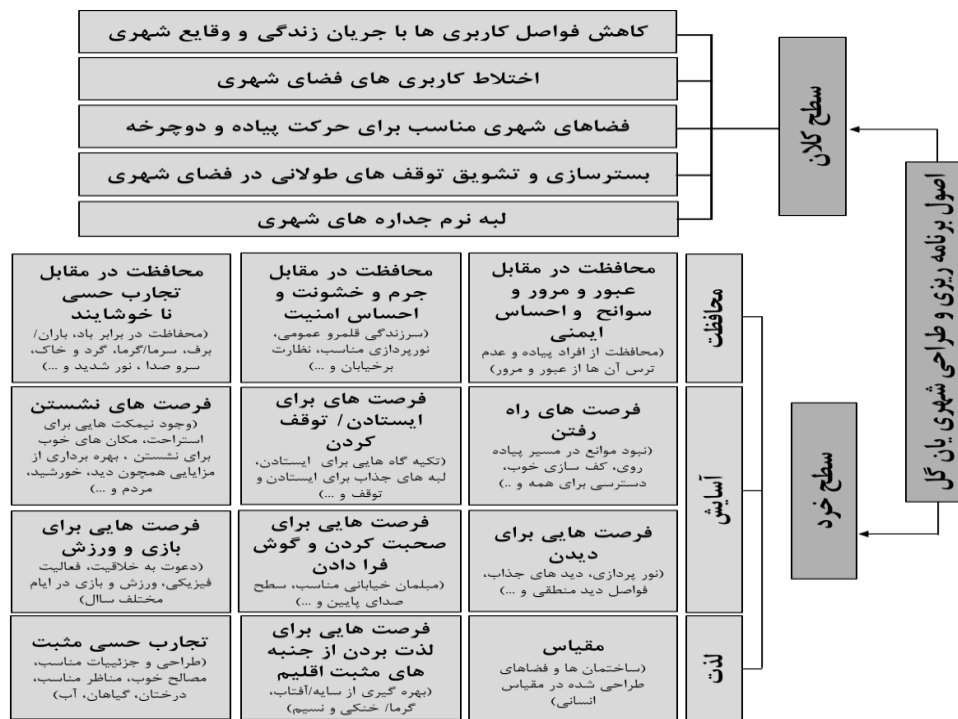 اصول برنامه ریزی و طراحی شهری یان گل
سطح کلان
کاهش فواصل کاربری ها با جریان زندگی و وقایع شهری
اختلاط کاربری های فضای شهری
فضاهای شهری مناسب برای حرکت پیاده و دوچرخه
بسترسازی و تشویق توقف های طولانی در فضای شهری
لبه نرم جداره های شهری
سطح خرد
محافظت
محافظت در مقابل
عبور و مرور و
سوانح و احساس
ایمنی
(محافظت از افراد پیاده و عدم
ترس آن ها از عبور و مرور)
محافظت در مقابل
جرم و خشونت و
احساس امنیت
(سرزندگی قلمرو عمومی،
نورپردازی مناسب، نظارت
برخیابان و ...)
محافظت در مقابل
تجارب حسی
نا خوشایند
(محفاظت در برابر باد، باران/
برف، سرما/گرما، گرد و خاک،
سرو صدا ، نور شدید و ...)
آسایش
فرصت های راه
رفتن
(نبود موانع در مسیر پیاده
روی، کف سازی خوب،
دسترسی برای همه و ..)
فرصت های برای
ایستادن/ توقف
کردن
(تکیه گاه هایی برای ایستادن،
لبه های جذاب برای ایستادن و
توقف و ...)
فرصت های نشستن
(وجود نیمکت هایی برای
استراحت، مکان های خوب
برای نشستن ، بهره برداری از
مزایایی همچون دید، خورشید،
مردم و ...)
فرصت هایی برای
دیدن
(نور پردازی، دید های جذاب،
فواصل دید منطقی و ...)
فرصت هایی برای
صحبت کردن و گوش
فرا دادن
(مبلمان خیابانی مناسب، سطح
صدای پایین و ...)
فرصت هایی برای
بازی و ورزش
(دعوت به خلاقیت، فعالیت
فیزیکی، ورزش و بازی در ایام
مختلف ساال)
لذت
مقیاس
(ساختمان ها و فضاهای
طراحی شده در مقیاس
انسانی)
فرصت هایی برای
لذت بردن از جنبه
های مثبت اقلیم
(بهره گیری از سایه/آفتاب،
گرما/ خنکی و نسیم)
تجارب حسی مثبت
(طراحی و جزئییات مناسب،
مصالح خوب، مناظر مناسب،
درختان، گیاهان، آب)